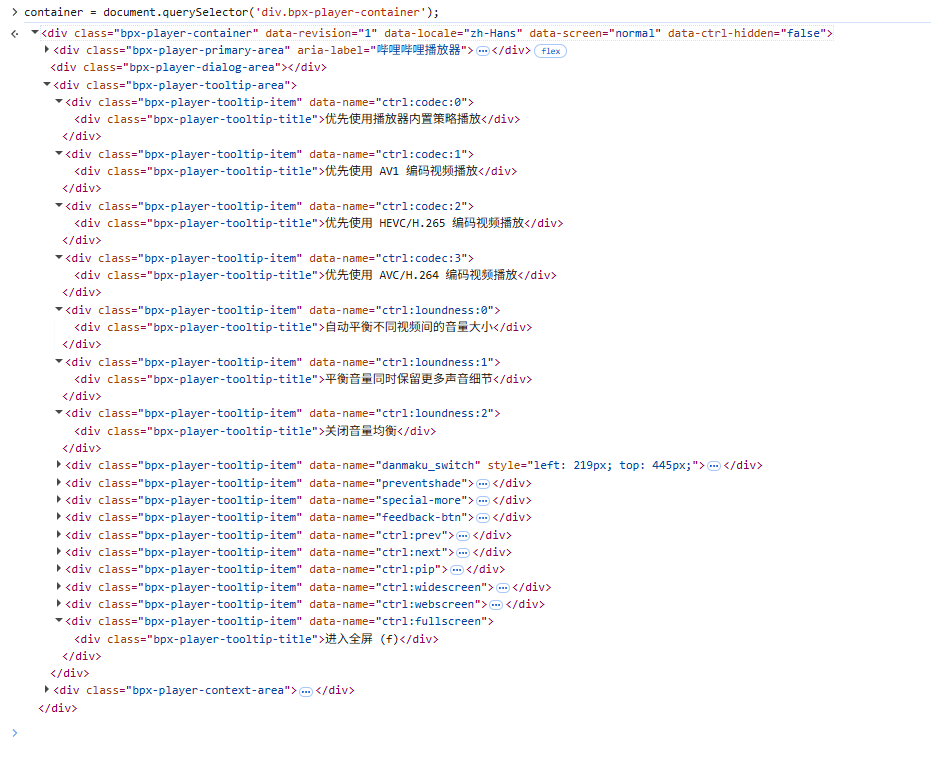 > container = document.querySelector('div.bpx-player-container');
<· ▼<div class="bpx-player-container" data-revision="1" data-locale="zh-Hans" data-screen="normal" data-ctrl-hidden="false">
▶<div class="bpx-player-primary-area" aria-label="哔哩哔哩播放器">…</div> flex
<div class="bpx-player-dialog-area"></div>
▼<div class="bpx-player-tooltip-area">
▼<div class="bpx-player-tooltip-item" data-name="ctrl:codec:0">
<div class="bpx-player-tooltip-title">优先使用播放器内置策略播放</div>
</div>
▼<div class="bpx-player-tooltip-item" data-name="ctrl:codec:1">
<div class="bpx-player-tooltip-title">优先使用 AV1 编码视频播放</div>
</div>
▼<div class="bpx-player-tooltip-item" data-name="ctrl:codec:2">
<div class="bpx-player-tooltip-title">优先使用 HEVC/H.265 编码视频播放</div>
</div>
▼<div class="bpx-player-tooltip-item" data-name="ctrl:codec:3">
<div class="bpx-player-tooltip-title">优先使用 AVC/H.264 编码视频播放</div>
</div>
▼<div class="bpx-player-tooltip-item" data-name="ctrl:loundness:0">
<div class="bpx-player-tooltip-title">自动平衡不同视频间的音量大小</div>
</div>
▼<div class="bpx-player-tooltip-item" data-name="ctrl:loundness:1">
<div class="bpx-player-tooltip-title">平衡音量同时保留更多声音细节</div>
</div>
▼<div class="bpx-player-tooltip-item" data-name="ctrl:loundness:2">
<div class="bpx-player-tooltip-title">关闭音量均衡</div>
</div>
▶<div class="bpx-player-tooltip-item" data-name="danmaku_switch" style="left: 219px; top: 445px;">…</div>
▶<div class="bpx-player-tooltip-item" data-name="preventshade">…</div>
▶<div class="bpx-player-tooltip-item" data-name="special-more">…</div>
▶<div class="bpx-player-tooltip-item" data-name="feedback-btn">…</div>
▶<div class="bpx-player-tooltip-item" data-name="ctrl:prev">…</div>
▶<div class="bpx-player-tooltip-item" data-name="ctrl:next">…</div>
▶<div class="bpx-player-tooltip-item" data-name="ctrl:pip">…</div>
▶<div class="bpx-player-tooltip-item" data-name="ctrl:widescreen">…</div>
▶<div class="bpx-player-tooltip-item" data-name="ctrl:webscreen">…</div>
▼<div class="bpx-player-tooltip-item" data-name="ctrl:fullscreen">
<div class="bpx-player-tooltip-title">进入全屏 (f)</div>
</div>
</div>
▶<div class="bpx-player-context-area">…</div>
</div>
>